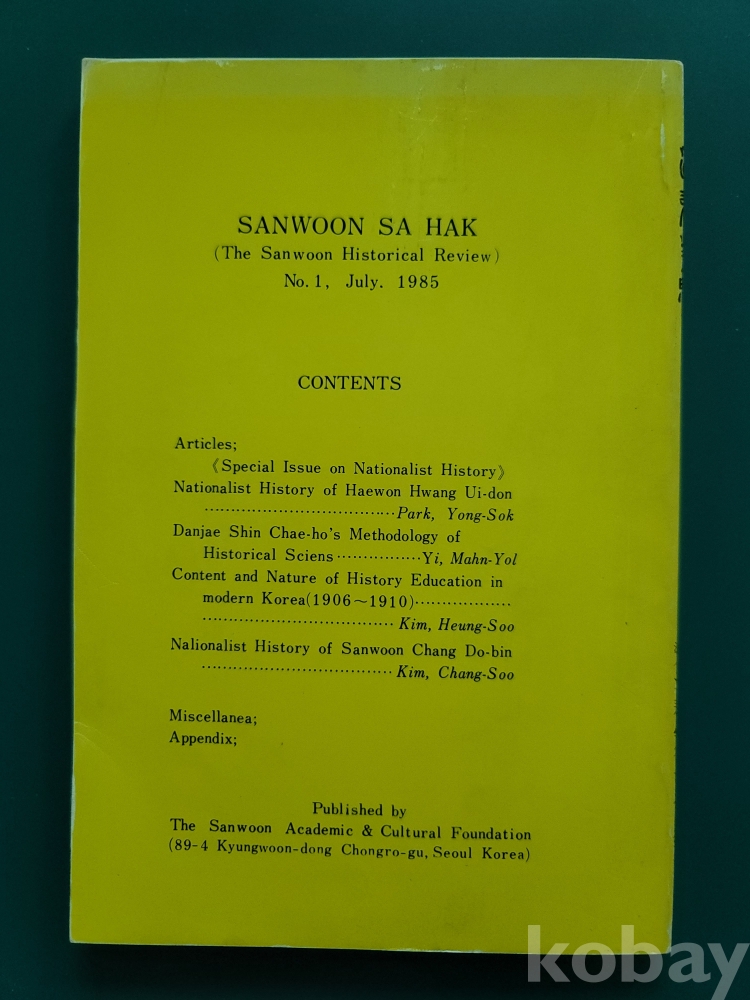 SANWOON SA HAK
(The Sanwoon Historical Review)
No. 1, July. 1985
CONTENTS
Articles;
《Special Issue on Nationalist History》
Nationalist History of Haewon Hwang Ui-don
····································Park, Yong-Sok
Danjae Shin Chae-ho's Methodology of
Historical Sciens················Yi, Mahn-Yol
Content and Nature of History Education in
modern Korea(1906～1910)··················
···································· Kim, Heung-Soo
Nalionalist History of Sanwoon Chang Do-bin
····································Kim, Chang-Soo
Miscellanea;
Appendix;
Published by
The Sanwoon Academic & Cultural Foundation
(89-4 Kyungwoon-dong Chongro-gu, Seoul Korea)
kobay